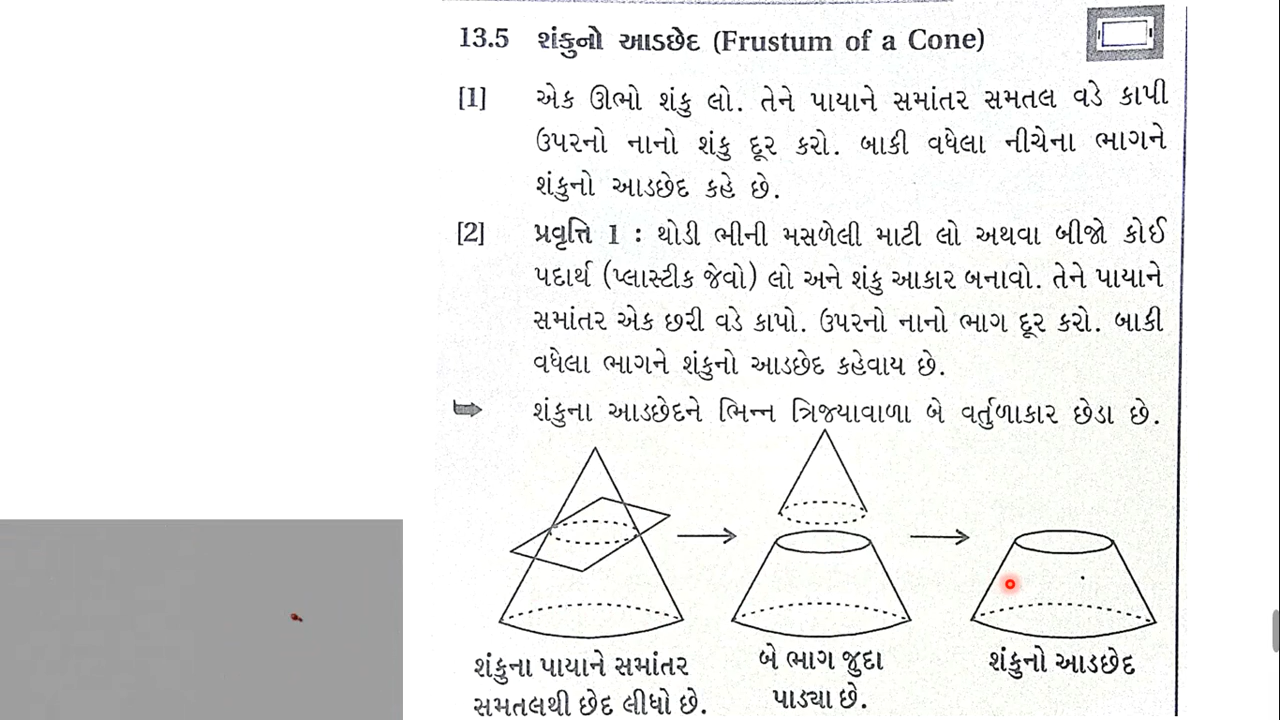 13.5 શંકુનો આડછેદ (Frustum of a Cone)
[1] એક ઊભો શંકુ લો. તેને પાયાને સમાંતર સમતલ વડે કાપી
ઉપરનો નાનો શંકુ દૂર કરો. બાકી વધેલા નીચેના ભાગને
શંકુનો આડછેદ કહે છે.
[2] પ્રવૃત્તિ 1 : થોડી ભીની મસળેલી માટી લો અથવા બીજો કોઈ
પદાર્થ (પ્લાસ્ટીક જેવો) લો અને શંકુ આકાર બનાવો. તેને પાયાને
સમાંતર એક છરી વડે કાપો. ઉપરનો નાનો ભાગ દૂર કરો. બાકી
વધેલા ભાગને શંકુનો આડછેદ કહેવાય છે.
શંકુના આડછેદને ભિન્ન ત્રિજ્યાવાળા બે વર્તુળાકાર છેડા છે.
શંકુના પાયાને સમાંતર
સમતલથી છેદ લીધો છે.
બે ભાગ જુદા
પાડ્યા છે.
શંકુનો આડછેદ